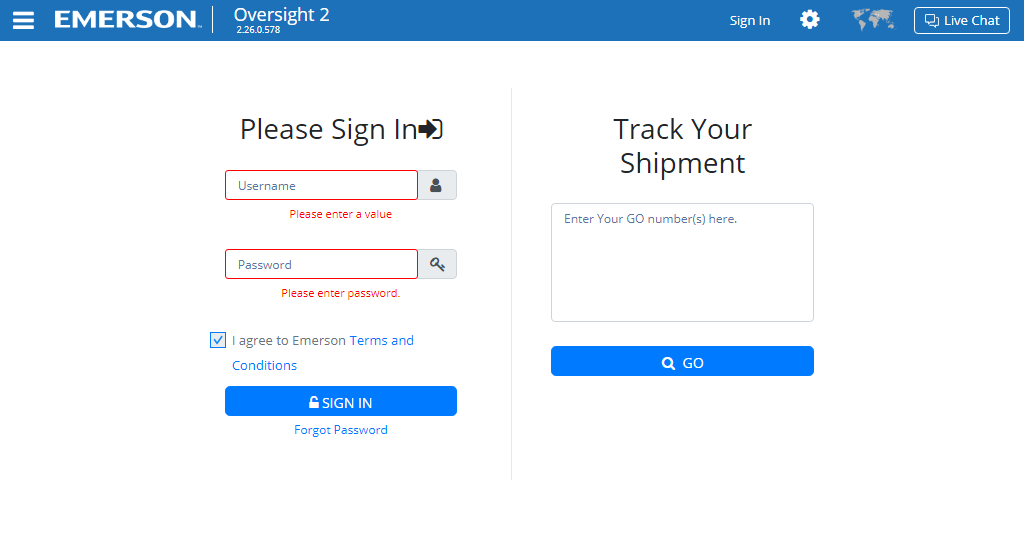 EMERSON
Oversight 2
2.26.0.578
Sign In
Live Chat
Please Sign In
Username
Please enter a value
Password
Please enter password.
I agree to Emerson Terms and
Conditions
SIGN IN
Forgot Password
Track Your
Shipment
Enter Your GO number(s) here.
GO